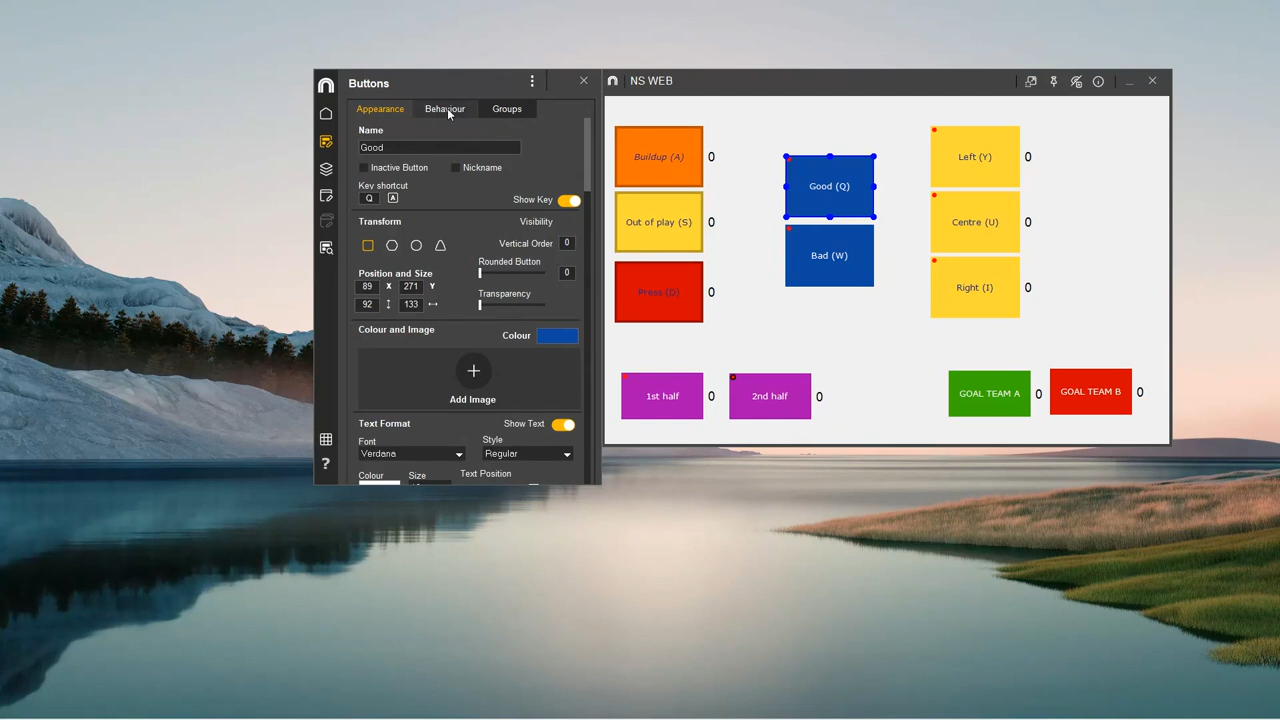 Buttons
Appearance
Behaviour
Groups
Name
Good
Inactive Button
Nickname
Key shortcut
Q
A
Show Key
Transform
Visibility
Vertical Order
0
Rounded Button
0
Position and Size
89 X 271 Y
92
133
Transparency
Colour and Image
Colour
Add Image
Text Format
Show Text
Font
Style
Verdana
Regular
Colour
Size
Text Position
?
NS WEB
Buildup (A)
0
Good (Q)
Left (Y)
0
Out of play (S)
0
Bad (W)
Centre (U)
0
Press (D)
0
Right (I)
0
1st half
0
2nd half
0
GOAL TEAM A
0
GOAL TEAM B
0